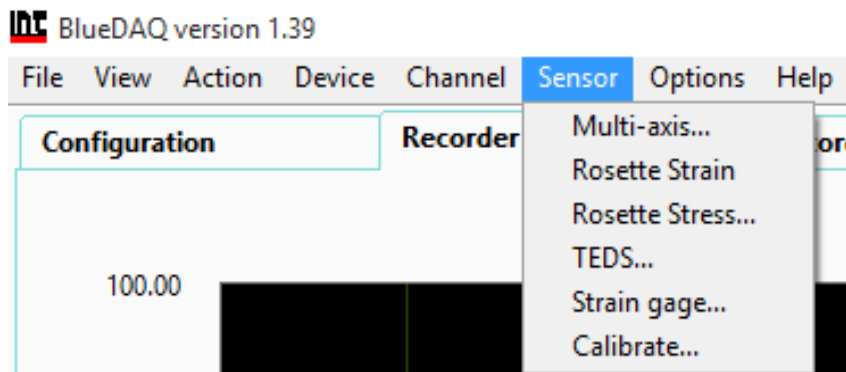 BlueDAQ version 1.39
File View Action Device Channel Sensor Options Help
Configuration Recorder
Multi-axis...
Rosette Strain
Rosette Stress...
TEDS...
Strain gage...
Calibrate...
100.00